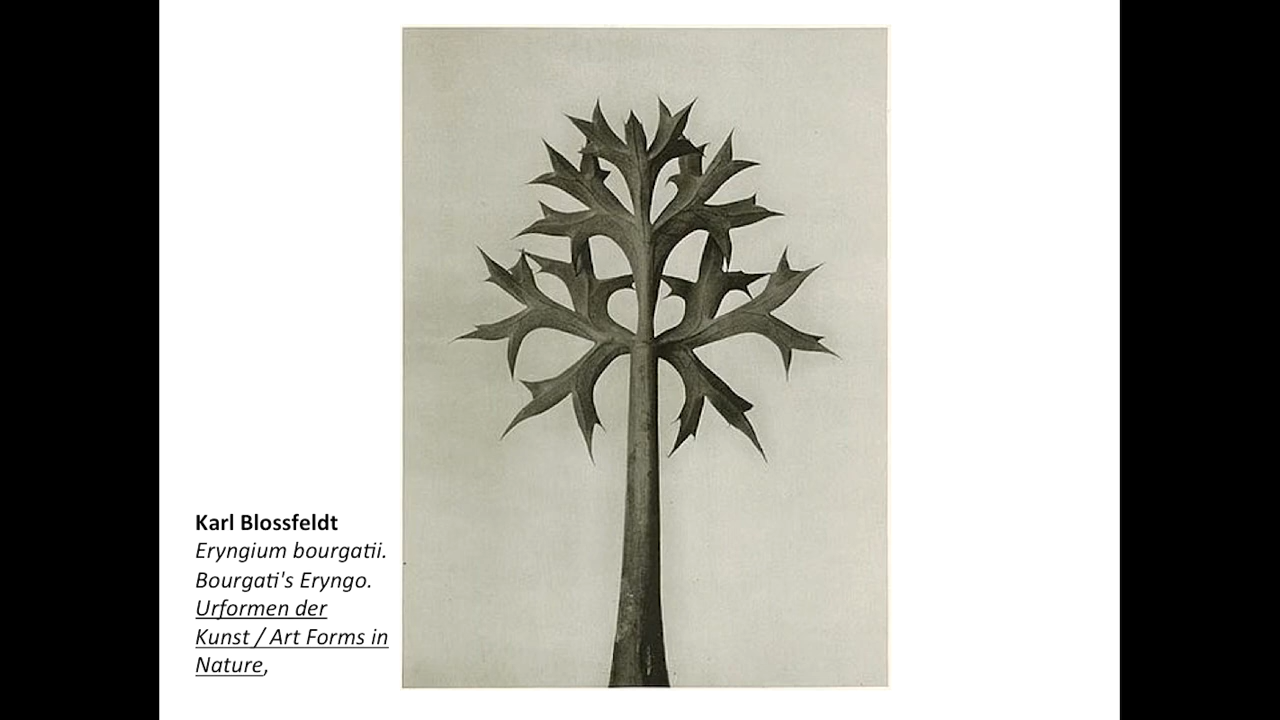 Karl Blossfeldt
Eryngium bourgatii.
Bourgati's Eryngo.
Urformen der
Kunst / Art Forms in
Nature,